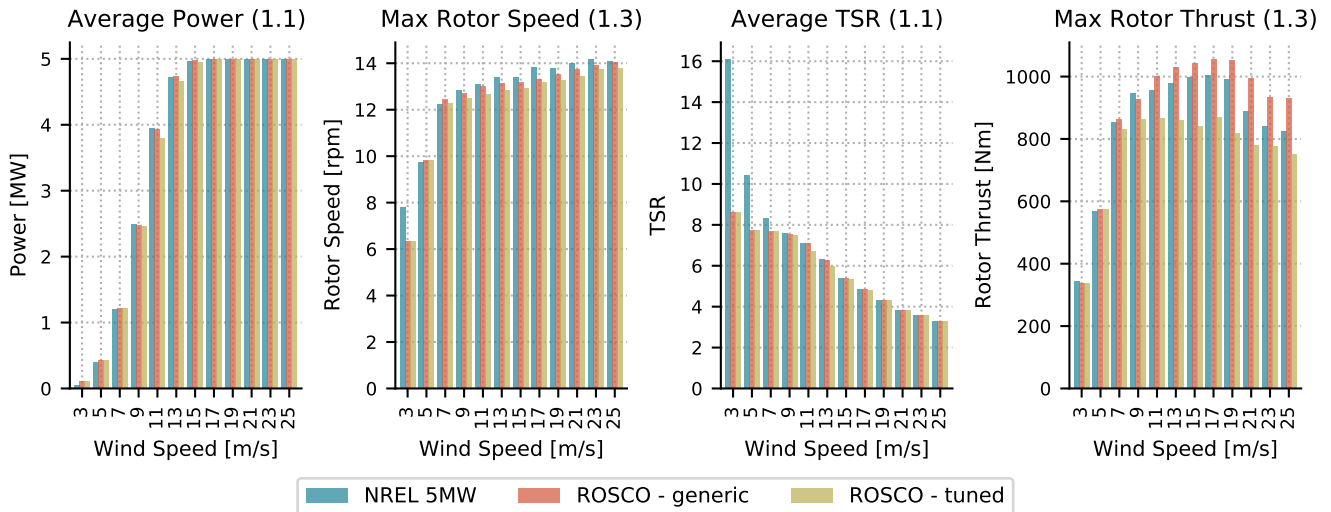 Average Power (1.1)
Power [MW]
5
4
3
2
1
0
3 5 7 9 11 13 15 17 19 21 23 25
Wind Speed [m/s]
Max Rotor Speed (1.3)
Rotor Speed [rpm]
14
12
10
8
6
4
2
0
3 5 7 9 11 13 15 17 19 21 23 25
Wind Speed [m/s]
Average TSR (1.1)
TSR
16
14
12
10
8
6
4
2
0
3 5 7 9 11 13 15 17 19 21 23 25
Wind Speed [m/s]
Max Rotor Thrust (1.3)
Rotor Thrust [Nm]
1000
800
600
400
200
0
3 5 7 9 11 13 15 17 19 21 23 25
Wind Speed [m/s]
NREL 5MW ROSCO - generic ROSCO - tuned